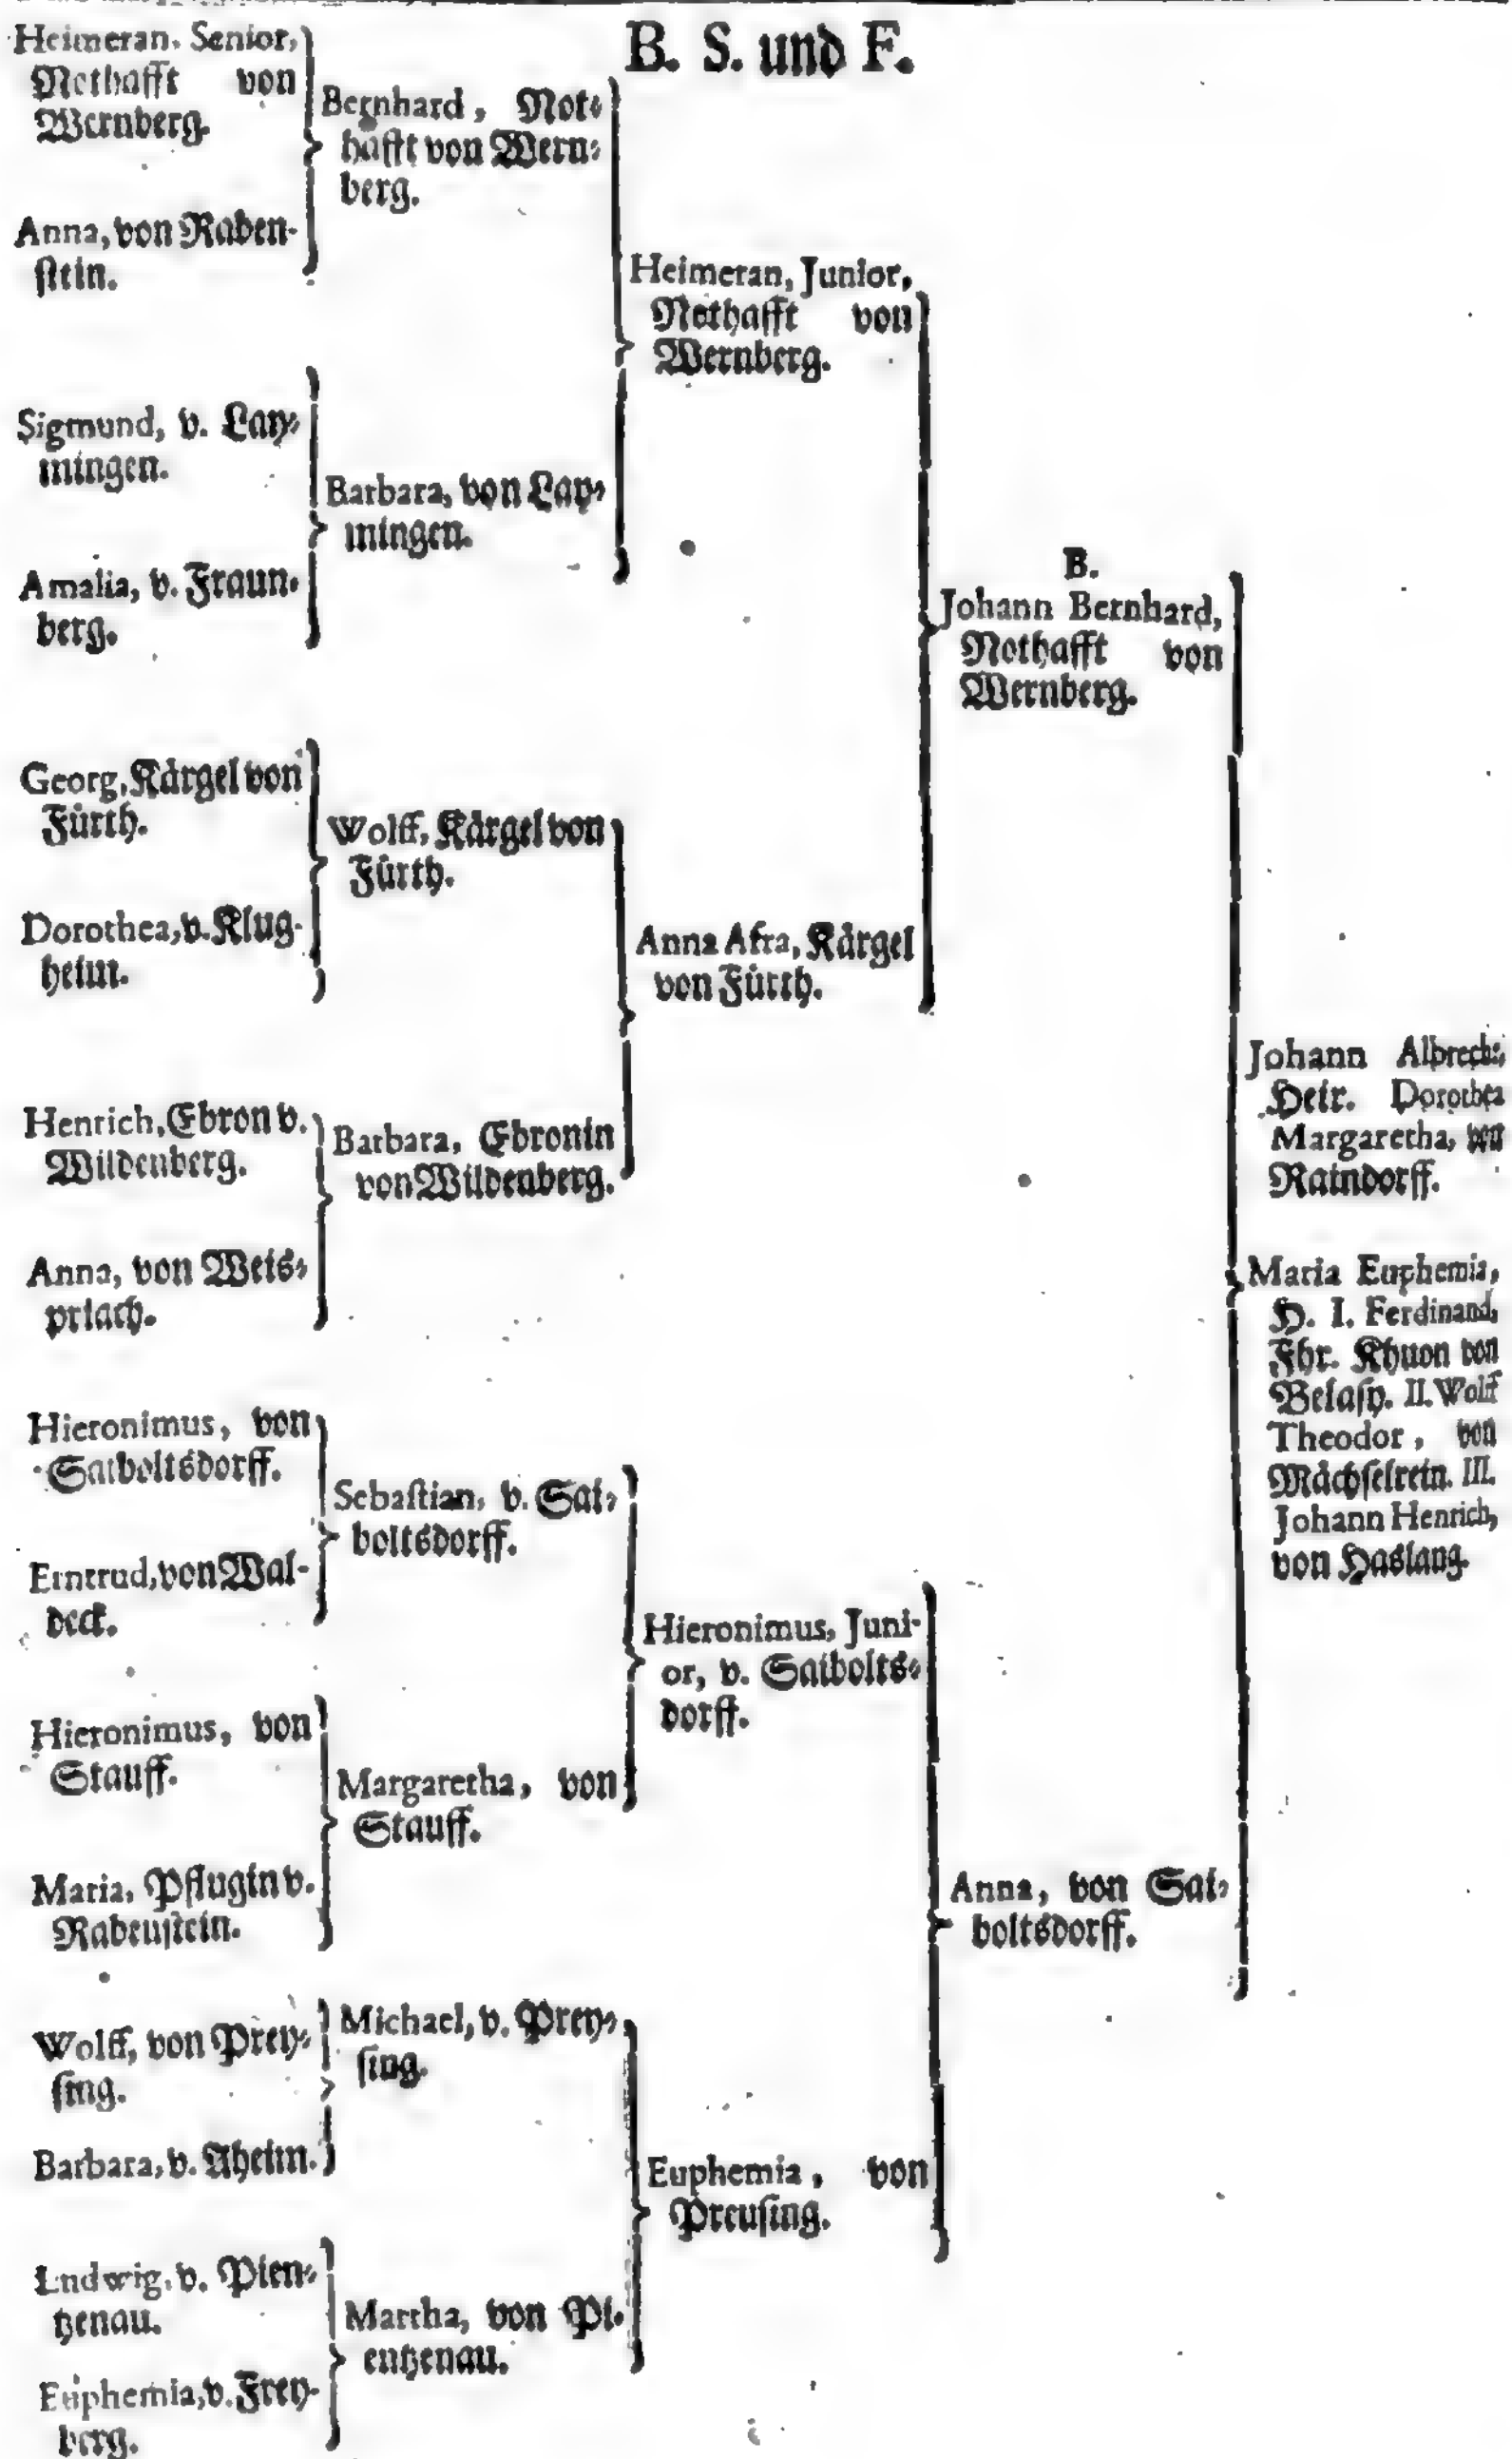 B. S. und F.
Heimeran. Senior,
Nothafft von
Wernberg.
Anna, von Raben-
stein.
Sigmund, v. Lay-
mingen.
Amalia, v. Fraun-
berg.
Georg, Kärgel von
Fürth.
Dorothea, v. Klug-
heim.
Henrich, Ebron v.
Wildenberg.
Anna, von Weis-
priach.
Hieronimus, von
Saiboltsdorff.
Erntrud, von Wal-
deck.
Hieronimus, von
Stauff.
Maria, Pflugin v.
Rabenstein.
Wolff, von Prey-
sing.
Barbara, v. Aheim.
Ludwig, v. Pien-
tzenau.
Euphemia, v. Frey-
berg.
Bernhard, Not-
hafft von Wern-
berg.
Barbara, von Lay-
mingen.
Wolff, Kärgel von
Fürth.
Barbara, Ebronin
von Wildenberg.
Sebastian, v. Sai-
boltsdorff.
Margaretha, von
Stauff.
Michael, v. Prey-
sing.
Martha, von Pi-
entzenau.
Heimeran, Junior,
Nothafft von
Wernberg.
Anna Afra, Kärgel
von Fürth.
Hieronimus, Juni-
or, v. Saibolts-
dorff.
Euphemia, von
Preusing.
B.
Johann Bernhard,
Nothafft von
Wernberg.
Anna, von Sai-
boltsdorff.
Johann Albrecht,
Heir. Dorothea
Margaretha, von
Raindorff.
Maria Euphemia,
H. I. Ferdinand,
Fhr. Khuon von
Belasy. II. Wolff
Theodor, von
Mächselrein. III.
Johann Henrich,
von Haslang.